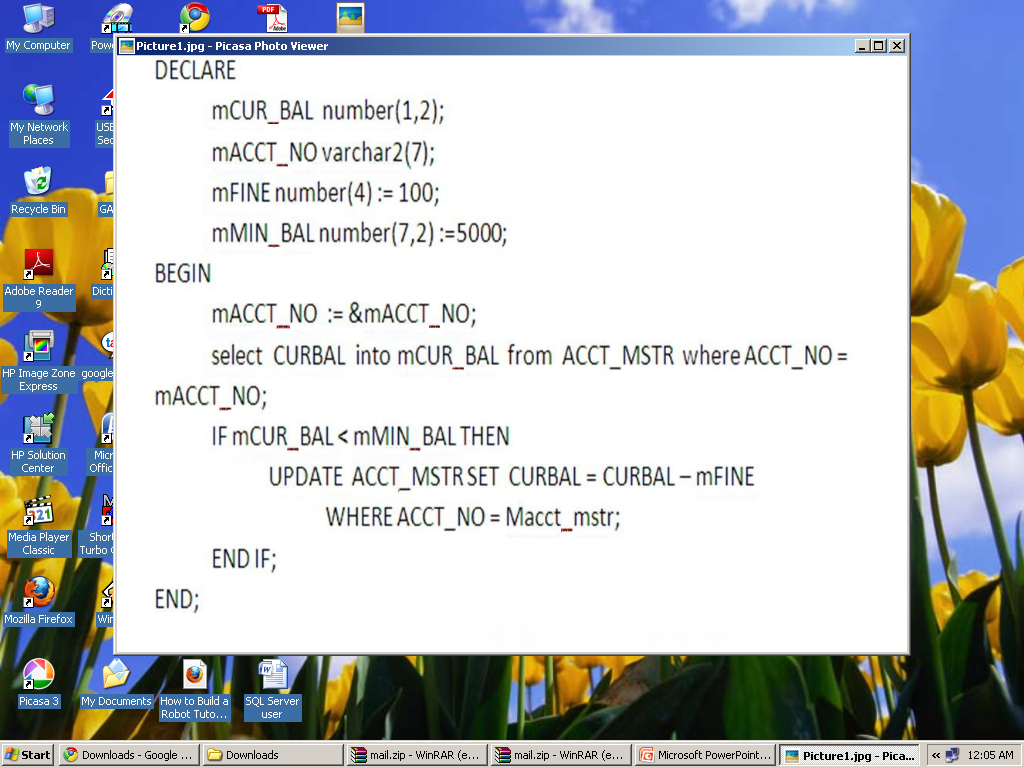 My Computer
Picture1.jpg - Picasa Photo Viewer
DECLARE
mCUR_BAL number(1,2);
mACCT_NO varchar2(7);
mFINE number(4) := 100;
mMIN_BAL number(7,2) :=5000;
BEGIN
mACCT_NO := &mACCT_NO;
select CURBAL into mCUR_BAL from ACCT_MSTR where ACCT_NO =
mACCT_NO;
IF mCUR_BAL < mMIN_BAL THEN
UPDATE ACCT_MSTR SET CURBAL = CURBAL – mFINE
WHERE ACCT_NO = Macct_mstr;
END IF;
END;
My Network
Places
Recycle Bin
Adobe Reader
9
HP Image Zone
Express
google
HP Solution
Center
Media Player
Classic
Turbo
Mozilla Firefox
Picasa 3
My Documents
How to Build a
Robot Tuto...
SQL Server
user
PDF
Adobe
321
Start
Downloads - Google ...
Downloads
mail.zip - WinRAR (e...
mail.zip - WinRAR (e...
Microsoft PowerPoint...
Picture1.jpg - Pica...
12:05 AM